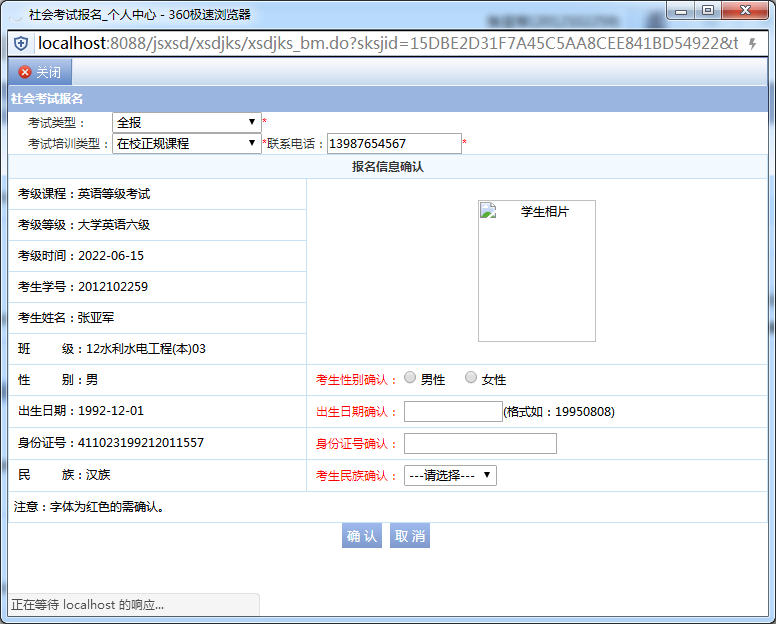 社会考试报名_个人中心 - 360极速浏览器
localhost:8088/jsxsd/xsdjks/xsdjks_bm.do?sksjid=15DBE2D31F7A45C5AA8CEE841BD54922&t
关闭
社会考试报名
考试类型： 全报 *
考试培训类型： 在校正规课程 *联系电话： 13987654567 *
报名信息确认
考级课程：英语等级考试
学生相片
考级等级：大学英语六级
考级时间：2022-06-15
考生学号：2012102259
考生姓名：张亚军
班 级：12水利水电工程(本)03
性 别：男 考生性别确认： 男性 女性
出生日期：1992-12-01 出生日期确认： (格式如：19950808)
身份证号：411023199212011557 身份证号确认：
民 族：汉族 考生民族确认： ---请选择---
注意：字体为红色的需确认。
确 认 取 消
正在等待 localhost 的响应...